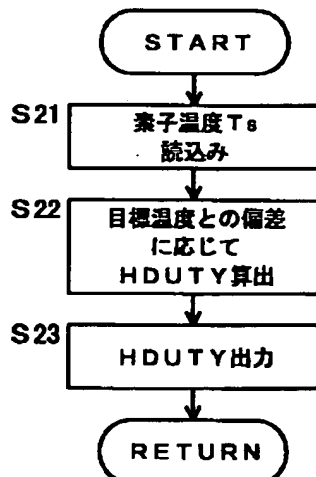 START
S21
素子温度Ts
読込み
S22
目標温度との偏差
に応じて
HDUTY算出
S23
HDUTY出力
RETURN